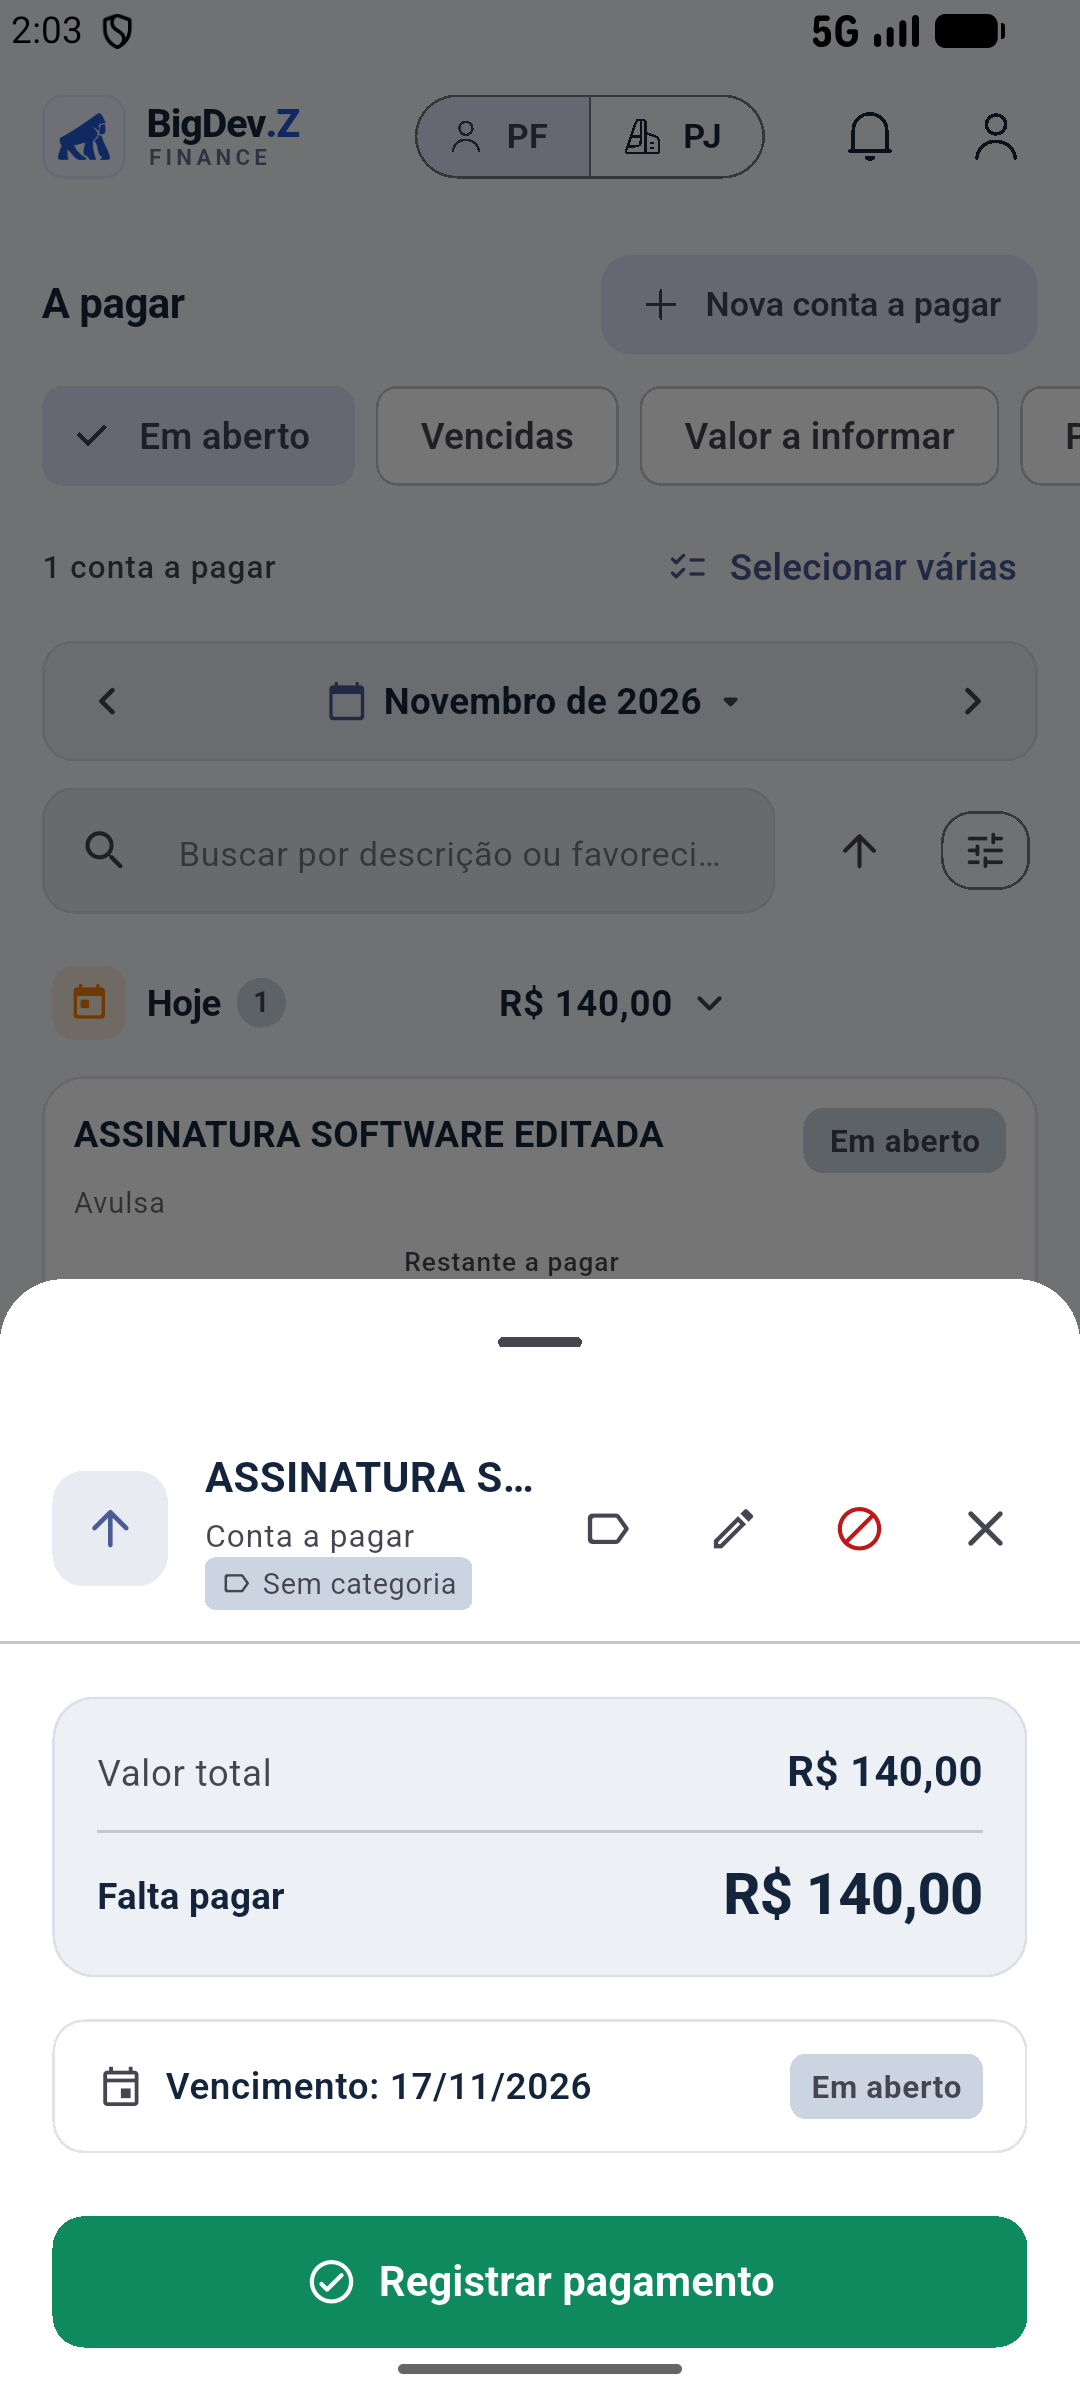 2:03
5G
BigDev.Z
FINANCE
PF
PJ
A pagar
Nova conta a pagar
Em aberto
Vencidas
Valor a informar
1 conta a pagar
Selecionar várias
Novembro de 2026
Buscar por descrição ou favoreci...
Hoje 1
R$ 140,00
ASSINATURA SOFTWARE EDITADA
Em aberto
Avulsa
Restante a pagar
ASSINATURA S...
Conta a pagar
Sem categoria
Valor total
R$ 140,00
Falta pagar
R$ 140,00
Vencimento: 17/11/2026
Em aberto
Registrar pagamento